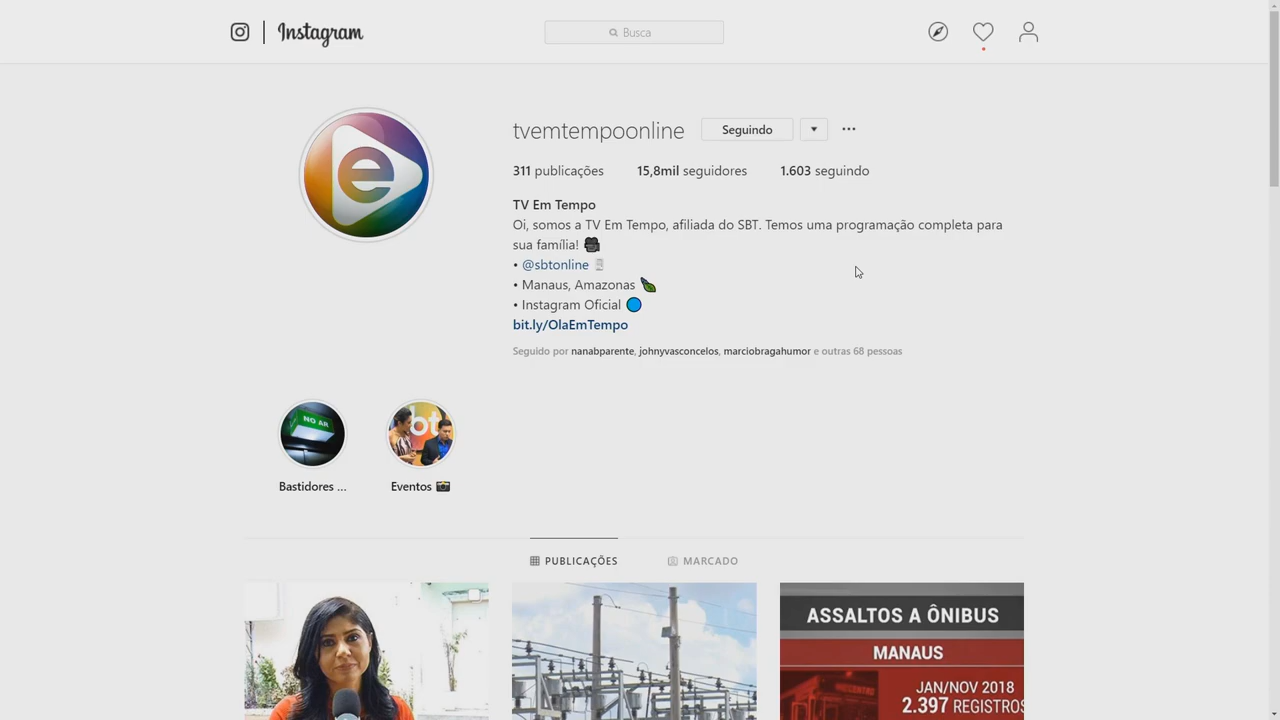 Instagram
Busca
tvemtempoonline
Seguindo
311 publicações 15,8mil seguidores 1.603 seguindo
TV Em Tempo
Oi, somos a TV Em Tempo, afiliada do SBT. Temos uma programação completa para
sua família!
• @sbtonline
• Manaus, Amazonas
• Instagram Oficial
bit.ly/OlaEmTempo
Seguido por nanabparente, johnyvasconcelos, marciobragahumor e outras 68 pessoas
NO AR
bt
Bastidores ...
Eventos
PUBLICAÇÕES
MARCADO
ASSALTOS A ÔNIBUS
MANAUS
JAN/NOV 2018
2.397 REGISTROS